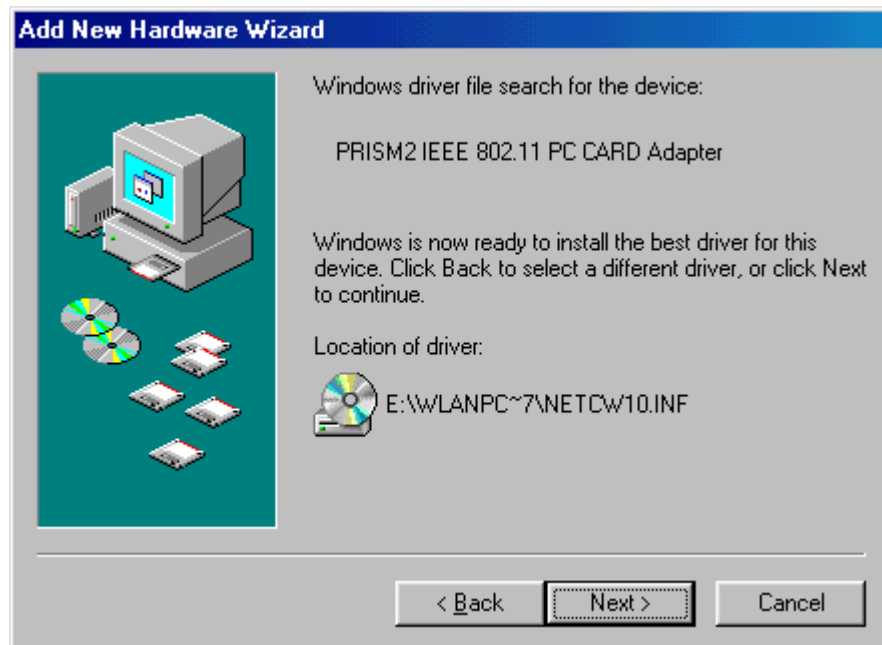 Add New Hardware Wizard
Windows driver file search for the device:
PRISM2 IEEE 802.11 PC CARD Adapter
Windows is now ready to install the best driver for this
device. Click Back to select a different driver, or click Next
to continue.
Location of driver:
E:\WLANPC~7\NETCW10.INF
< Back
Next >
Cancel